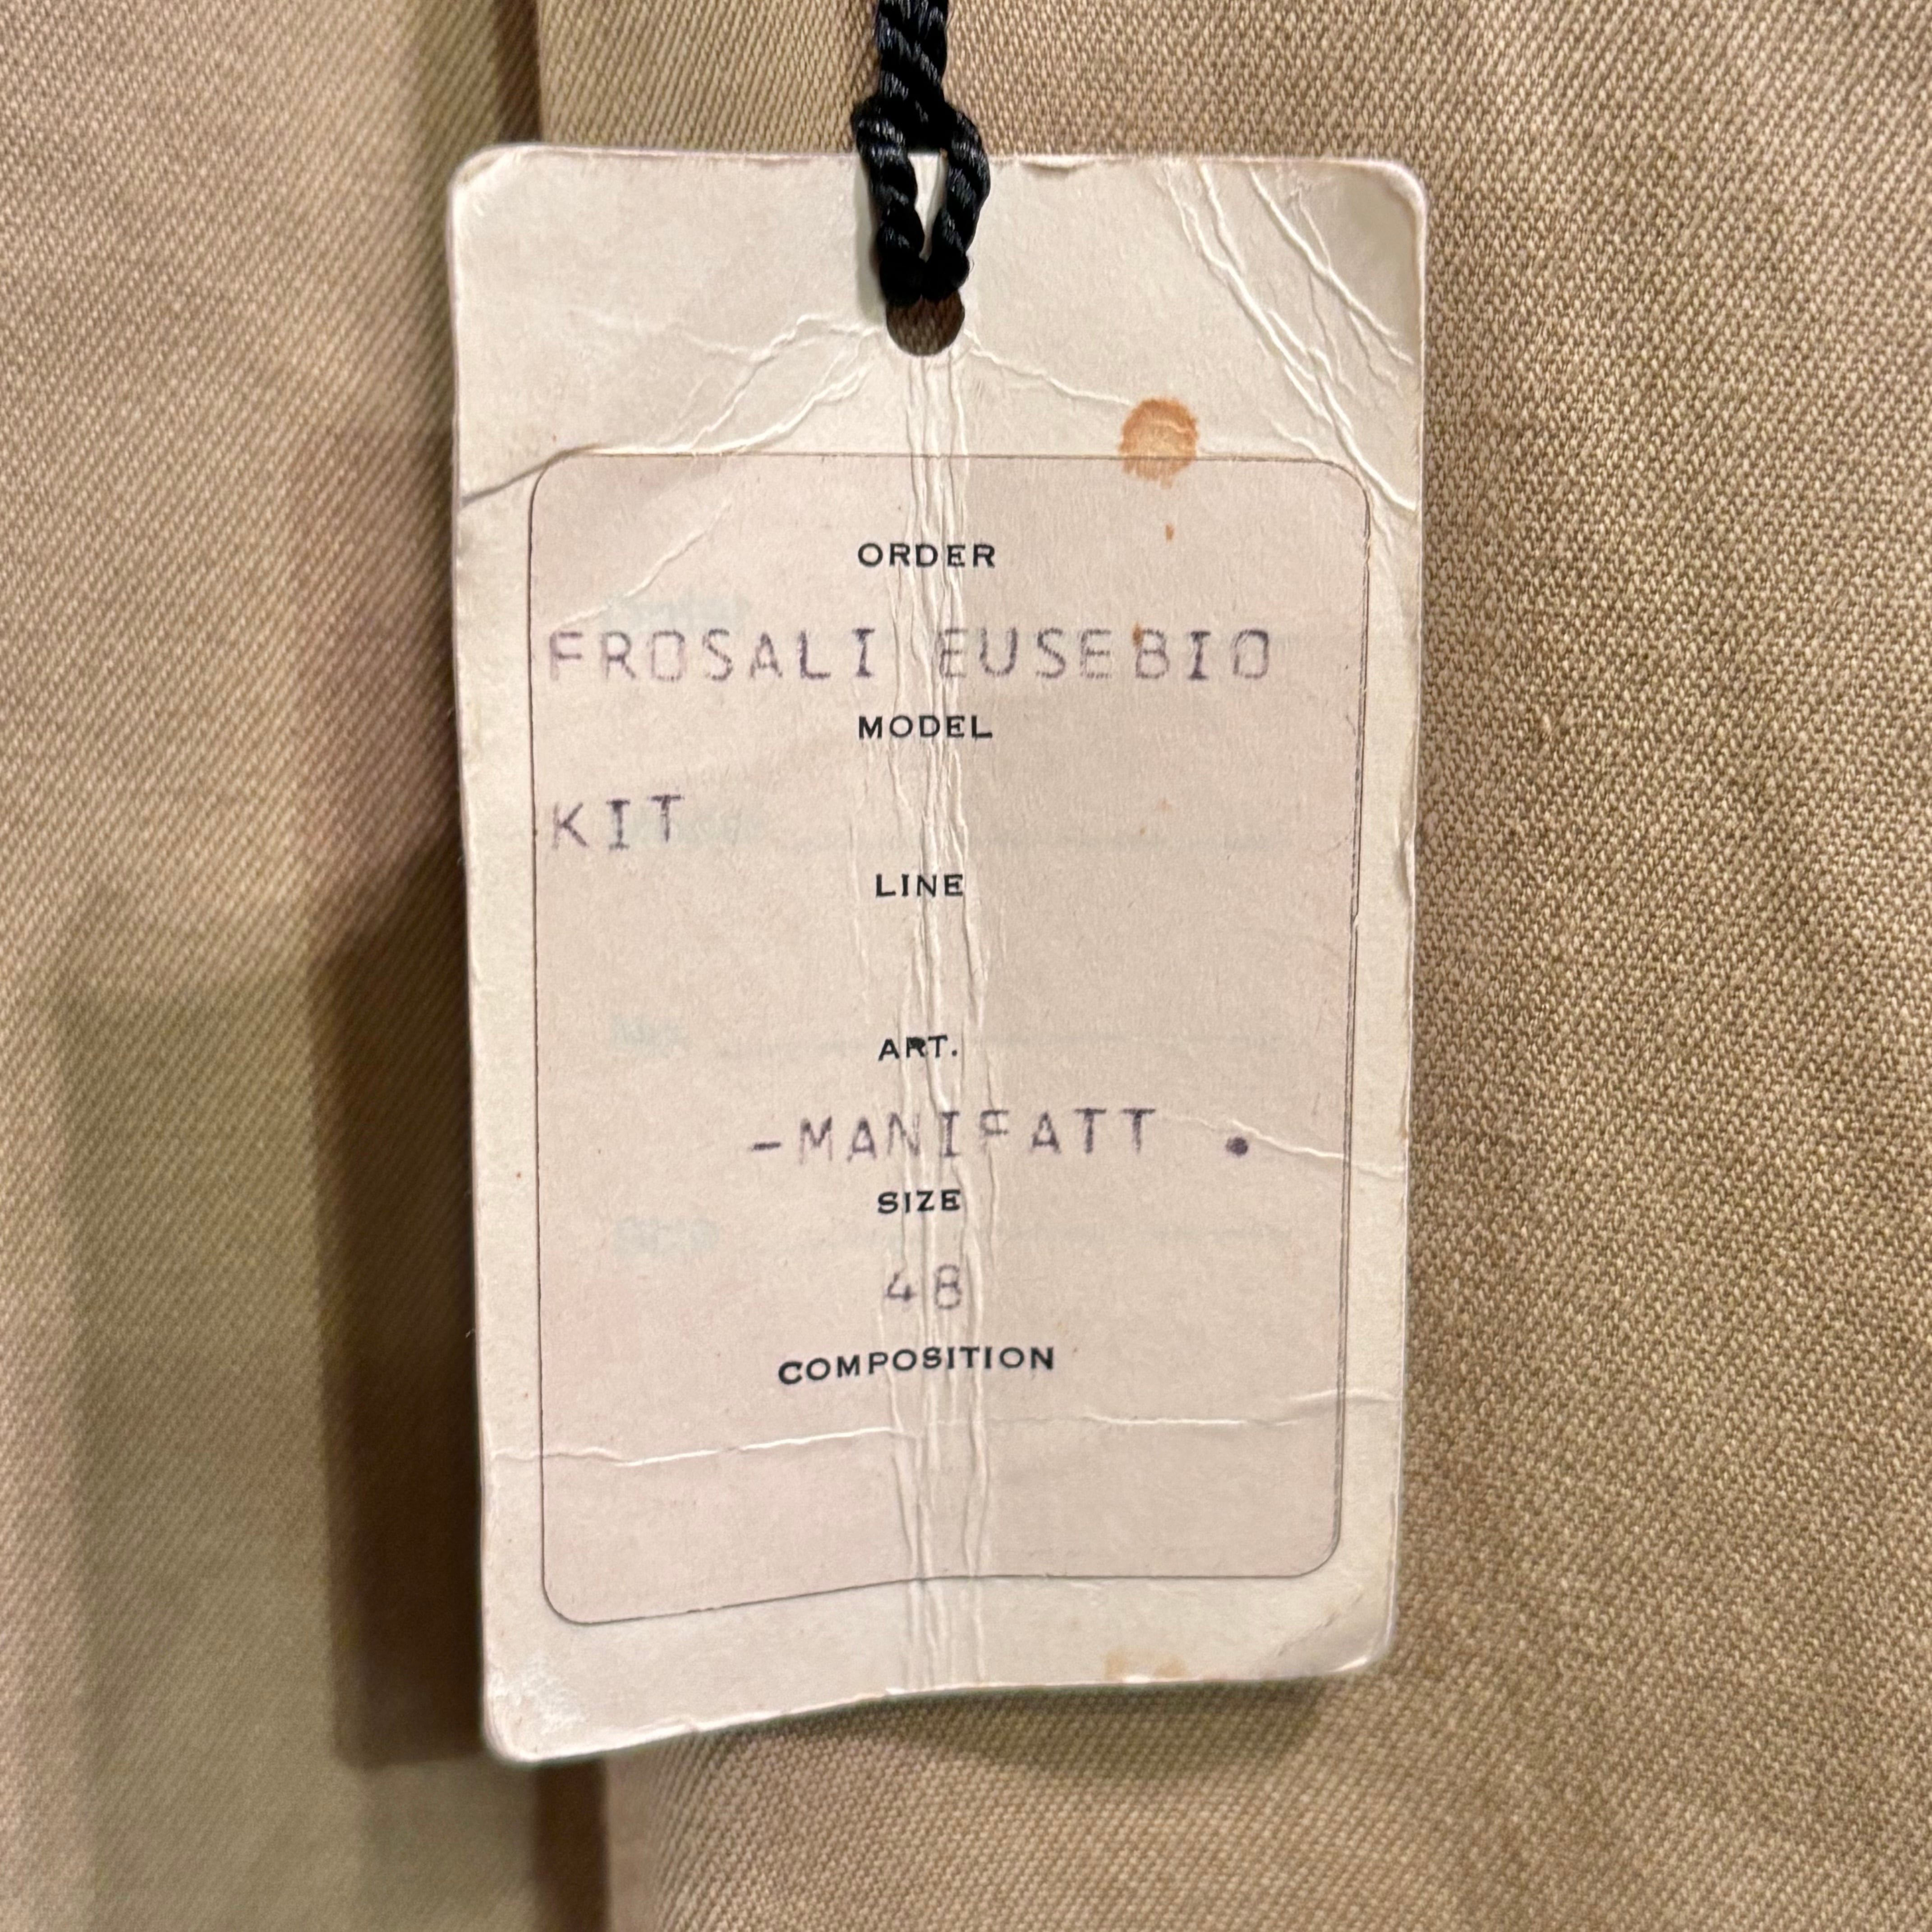 ORDER
FROSALI EUSEBIO
MODEL
KIT
LINE
ART.
-MANIFATT .
SIZE
48
COMPOSITION